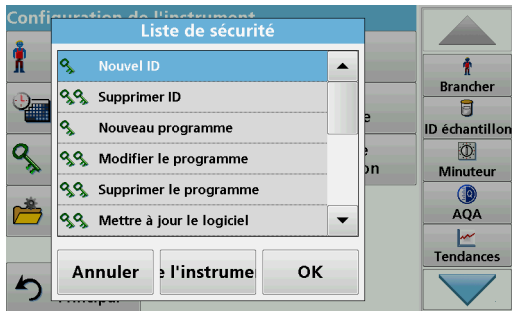 Configuration de l'instrument
Liste de sécurité
Nouvel ID
Supprimer ID
Nouveau programme
Modifier le programme
Supprimer le programme
Mettre à jour le logiciel
Annuler
l'instrume
OK
Principal
Brancher
ID échantillon
Minuteur
AQA
Tendances